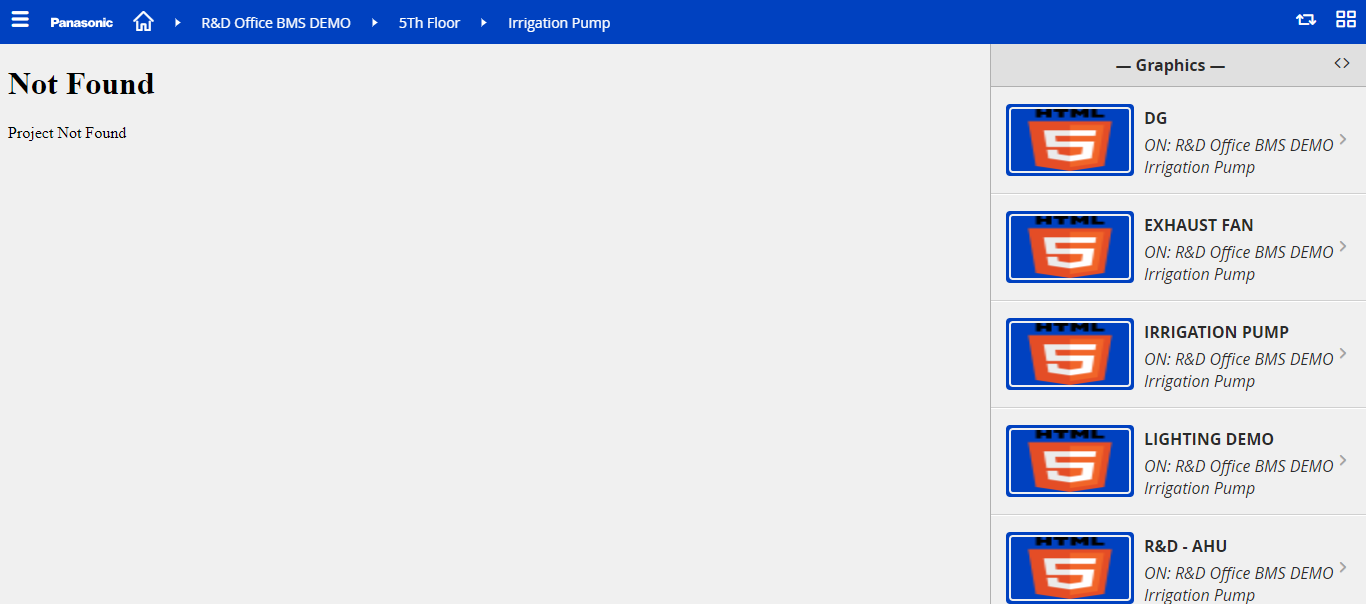 Panasonic R&D Office BMS DEMO 5Th Floor Irrigation Pump
Not Found
Project Not Found
— Graphics —
HTML
5
DG
ON: R&D Office BMS DEMO
Irrigation Pump
HTML
5
EXHAUST FAN
ON: R&D Office BMS DEMO
Irrigation Pump
HTML
5
IRRIGATION PUMP
ON: R&D Office BMS DEMO
Irrigation Pump
HTML
5
LIGHTING DEMO
ON: R&D Office BMS DEMO
Irrigation Pump
HTML
5
R&D - AHU
ON: R&D Office BMS DEMO
Irrigation Pump